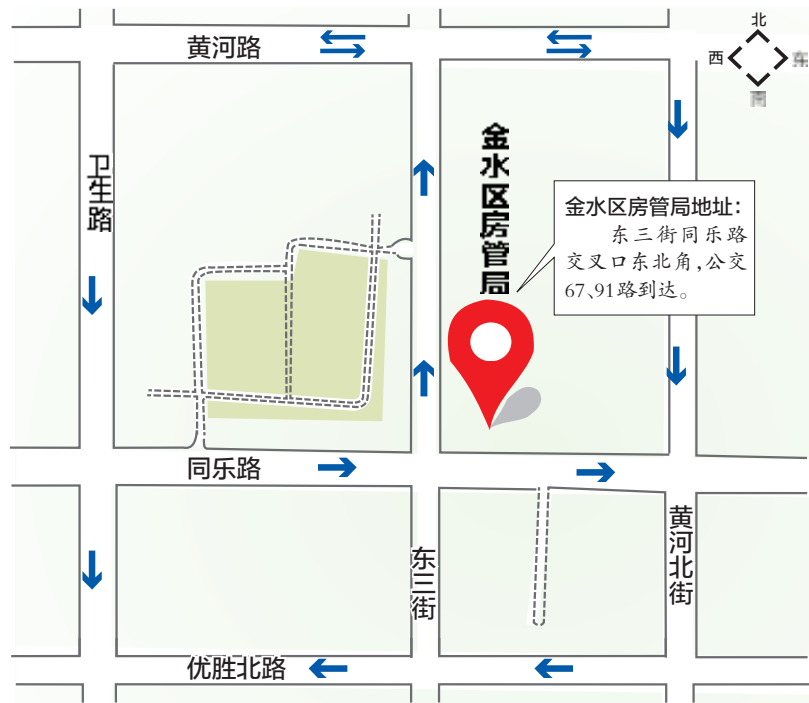 北
西
东
南
黄河路
卫生路
金水区房管局
金水区房管局地址：
东三街同乐路
交叉口东北角,公交
67、91路到达。
同乐路
东三街
黄河北街
优胜北路